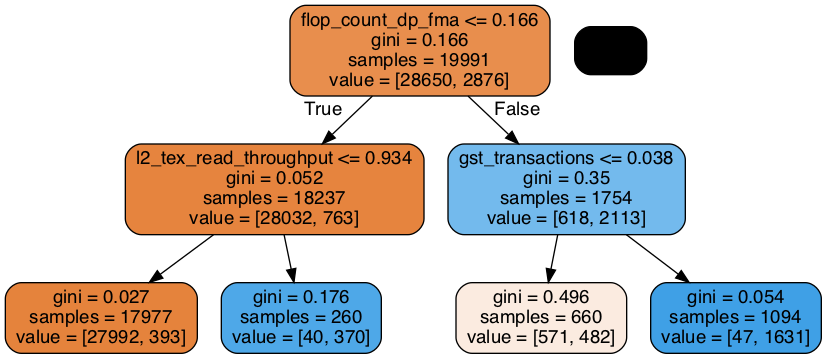 flop_count_dp_fma <= 0.166
gini = 0.166
samples = 19991
value = [28650, 2876]
True
False
l2_tex_read_throughput <= 0.934
gini = 0.052
samples = 18237
value = [28032, 763]
gst_transactions <= 0.038
gini = 0.35
samples = 1754
value = [618, 2113]
gini = 0.027
samples = 17977
value = [27992, 393]
gini = 0.176
samples = 260
value = [40, 370]
gini = 0.496
samples = 660
value = [571, 482]
gini = 0.054
samples = 1094
value = [47, 1631]